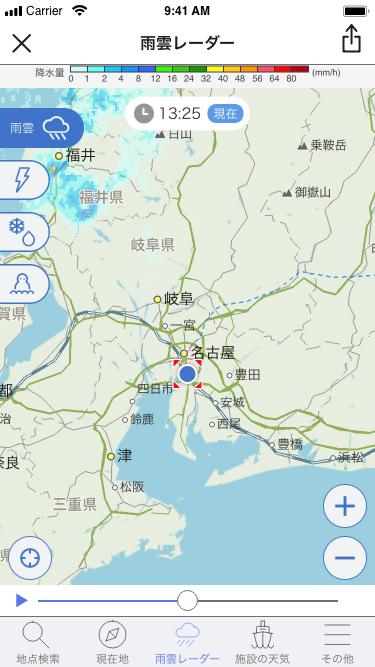 9:41 AM
雨雲レーダー
降水量
0 1 2 4 8 12 16 24 32 40 48 56 64 80 (mm/h)
13:25 現在
雨雲
白山
乗鞍岳
福井
福井県
御嶽山
岐阜県
岐阜
賀県
一宮
名古屋
豊田
都
四日市
安城
治
鈴鹿
西尾
豊橋
奈良
津
浜松
松阪
三重県
県
地点検索
現在地
雨雲レーダー
施設の天気
その他